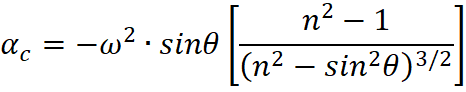 α_c = −ω² · sinθ [ (n² − 1) / (n² − sin²θ)^{3/2} ]